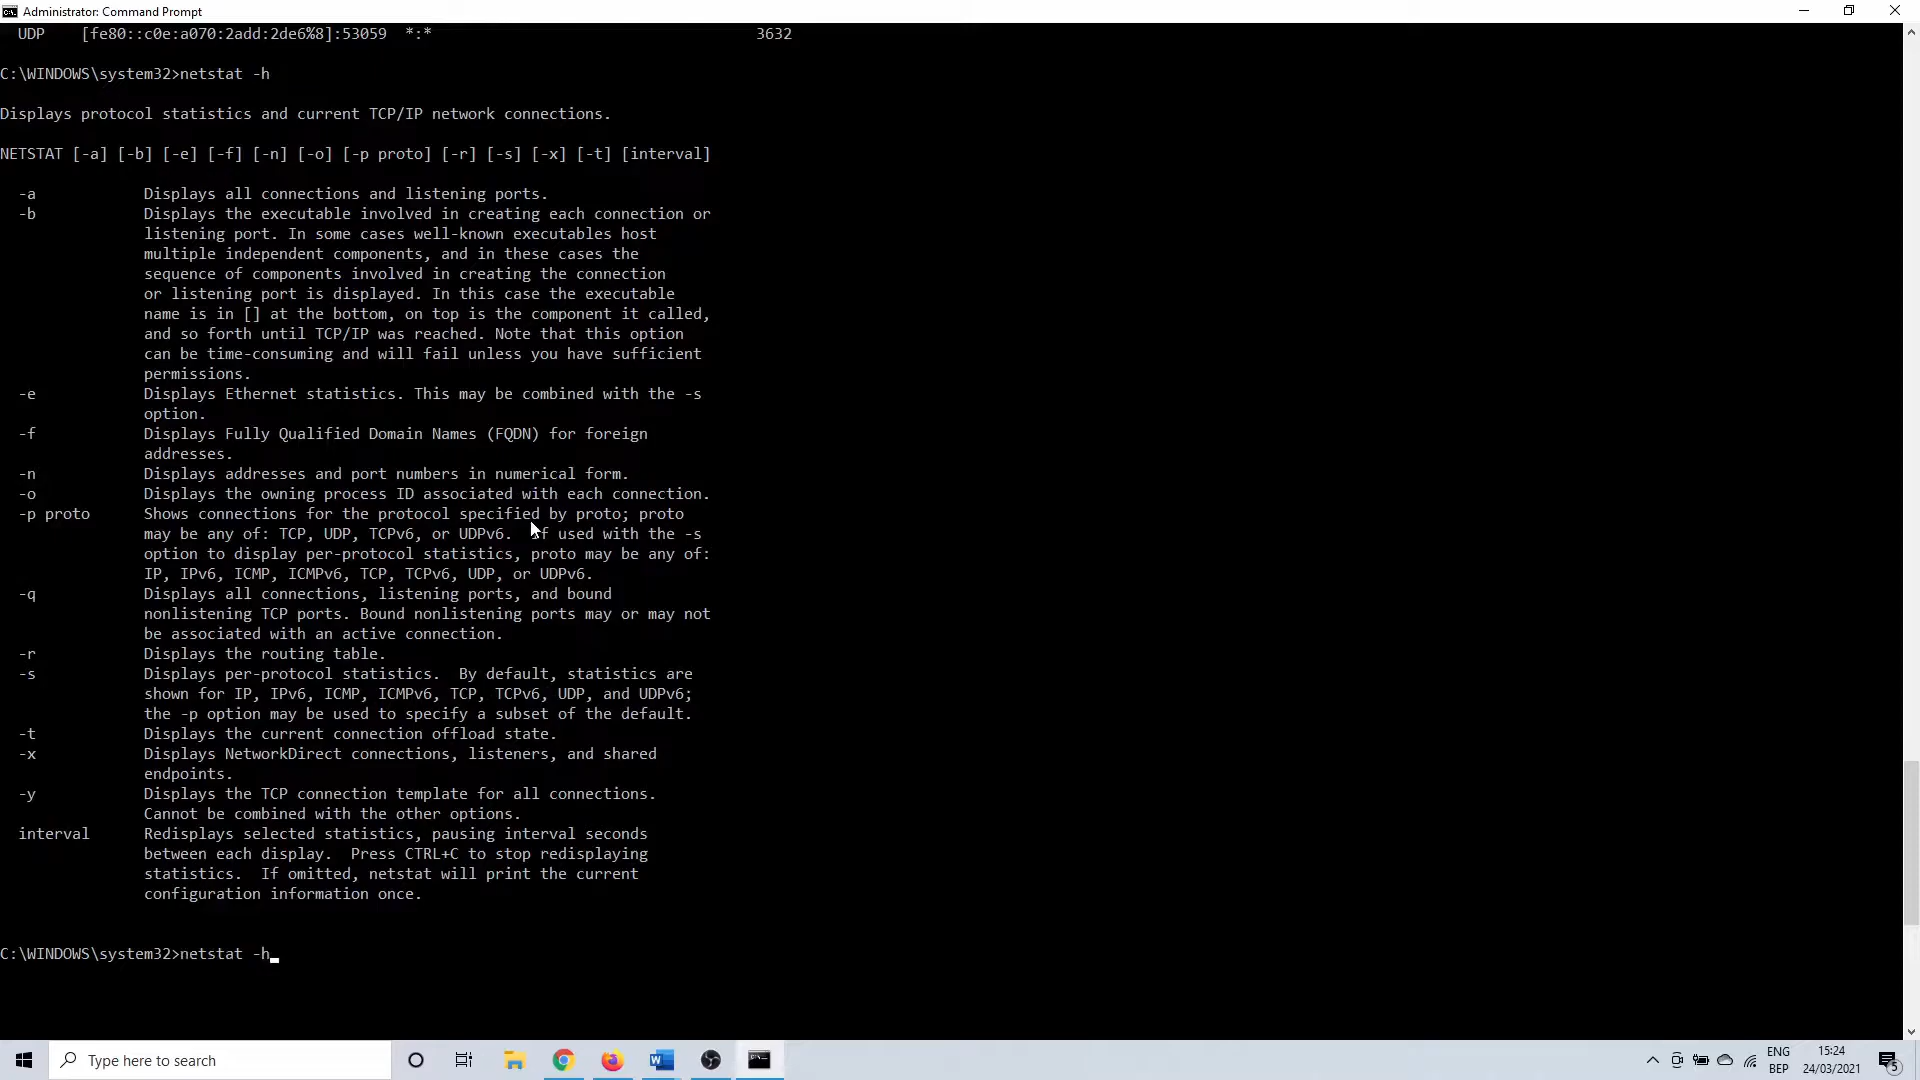 Administrator: Command Prompt
UDP    [fe80::c0e:a070:2add:2de6%8]:53059  *:*                                    3632
C:\WINDOWS\system32>netstat -h
Displays protocol statistics and current TCP/IP network connections.
NETSTAT [-a] [-b] [-e] [-f] [-n] [-o] [-p proto] [-r] [-s] [-x] [-t] [interval]
-a            Displays all connections and listening ports.
-b            Displays the executable involved in creating each connection or
listening port. In some cases well-known executables host
multiple independent components, and in these cases the
sequence of components involved in creating the connection
or listening port is displayed. In this case the executable
name is in [] at the bottom, on top is the component it called,
and so forth until TCP/IP was reached. Note that this option
can be time-consuming and will fail unless you have sufficient
permissions.
-e            Displays Ethernet statistics. This may be combined with the -s
option.
-f            Displays Fully Qualified Domain Names (FQDN) for foreign
addresses.
-n            Displays addresses and port numbers in numerical form.
-o            Displays the owning process ID associated with each connection.
-p proto      Shows connections for the protocol specified by proto; proto
may be any of: TCP, UDP, TCPv6, or UDPv6.  If used with the -s
option to display per-protocol statistics, proto may be any of:
IP, IPv6, ICMP, ICMPv6, TCP, TCPv6, UDP, or UDPv6.
-q            Displays all connections, listening ports, and bound
nonlistening TCP ports. Bound nonlistening ports may or may not
be associated with an active connection.
-r            Displays the routing table.
-s            Displays per-protocol statistics.  By default, statistics are
shown for IP, IPv6, ICMP, ICMPv6, TCP, TCPv6, UDP, and UDPv6;
the -p option may be used to specify a subset of the default.
-t            Displays the current connection offload state.
-x            Displays NetworkDirect connections, listeners, and shared
endpoints.
-y            Displays the TCP connection template for all connections.
Cannot be combined with the other options.
interval      Redisplays selected statistics, pausing interval seconds
between each display.  Press CTRL+C to stop redisplaying
statistics.  If omitted, netstat will print the current
configuration information once.
C:\WINDOWS\system32>netstat -h
Type here to search
ENG
BEP
15:24
24/03/2021
5